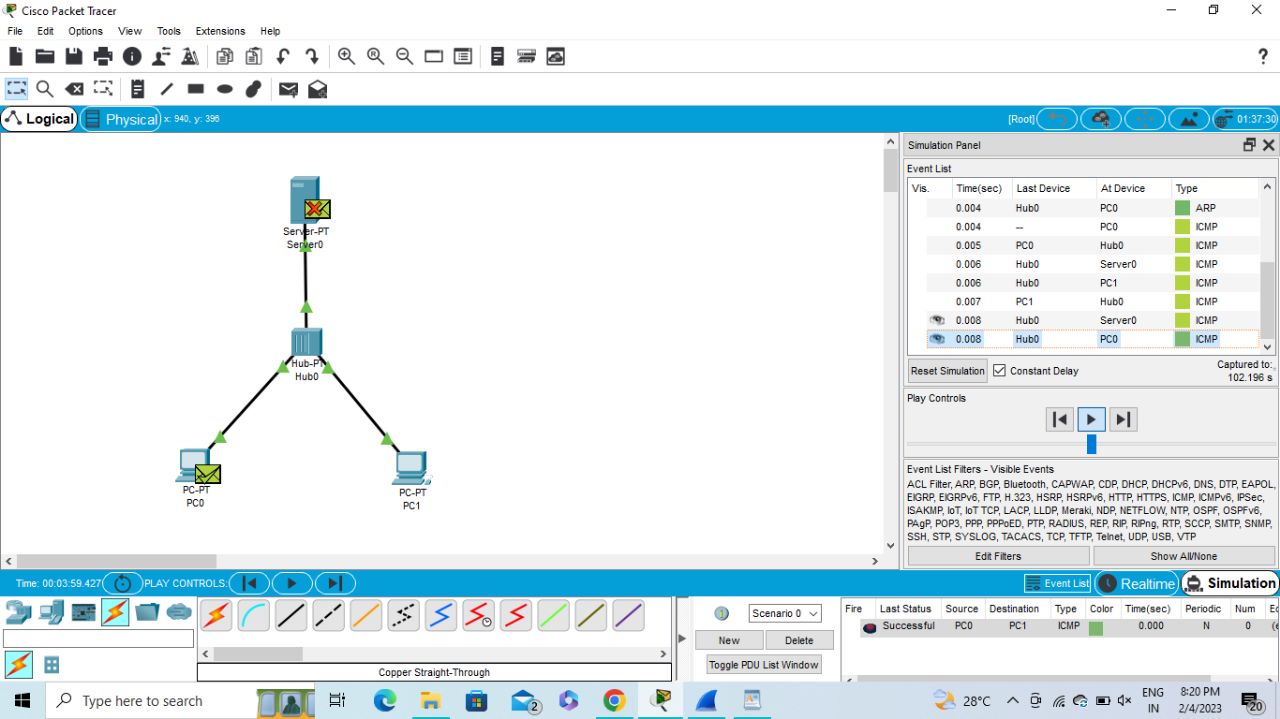 Cisco Packet Tracer
File Edit Options View Tools Extensions Help
?
Logical Physical x: 940, y: 396 [Root] 01:37:30
Server-PT
Server0
Hub-PT
Hub0
PC-PT
PC0
PC-PT
PC1
Simulation Panel
Event List
Vis. Time(sec) Last Device At Device Type
0.004 Hub0 PC0 ARP
0.004 -- PC0 ICMP
0.005 PC0 Hub0 ICMP
0.006 Hub0 Server0 ICMP
0.006 Hub0 PC1 ICMP
0.007 PC1 Hub0 ICMP
0.008 Hub0 Server0 ICMP
0.008 Hub0 PC0 ICMP
Reset Simulation Constant Delay Captured to:
102.196 s
Play Controls
Event List Filters - Visible Events
ACL Filter, ARP, BGP, Bluetooth, CAPWAP, CDP, DHCP, DHCPv6, DNS, DTP, EAPOL,
EIGRP, EIGRPv6, FTP, H.323, HSRP, HSRPv6, HTTP, HTTPS, ICMP, ICMPv6, IPSec,
ISAKMP, IoT, IoT TCP, LACP, LLDP, Meraki, NDP, NETFLOW, NTP, OSPF, OSPFv6,
PAgP, POP3, PPP, PPPoED, PTP, RADIUS, REP, RIP, RIPng, RTP, SCCP, SMTP, SNMP,
SSH, STP, SYSLOG, TACACS, TCP, TFTP, Telnet, UDP, USB, VTP
Edit Filters Show All/None
Time: 00:03:59.427 PLAY CONTROLS: Event List Realtime Simulation
Copper Straight-Through
Scenario 0
New Delete
Toggle PDU List Window
Fire Last Status Source Destination Type Color Time(sec) Periodic Num
Successful PC0 PC1 ICMP 0.000 N 0
Type here to search
2
28°C
ENG
IN
8:20 PM
2/4/2023
20